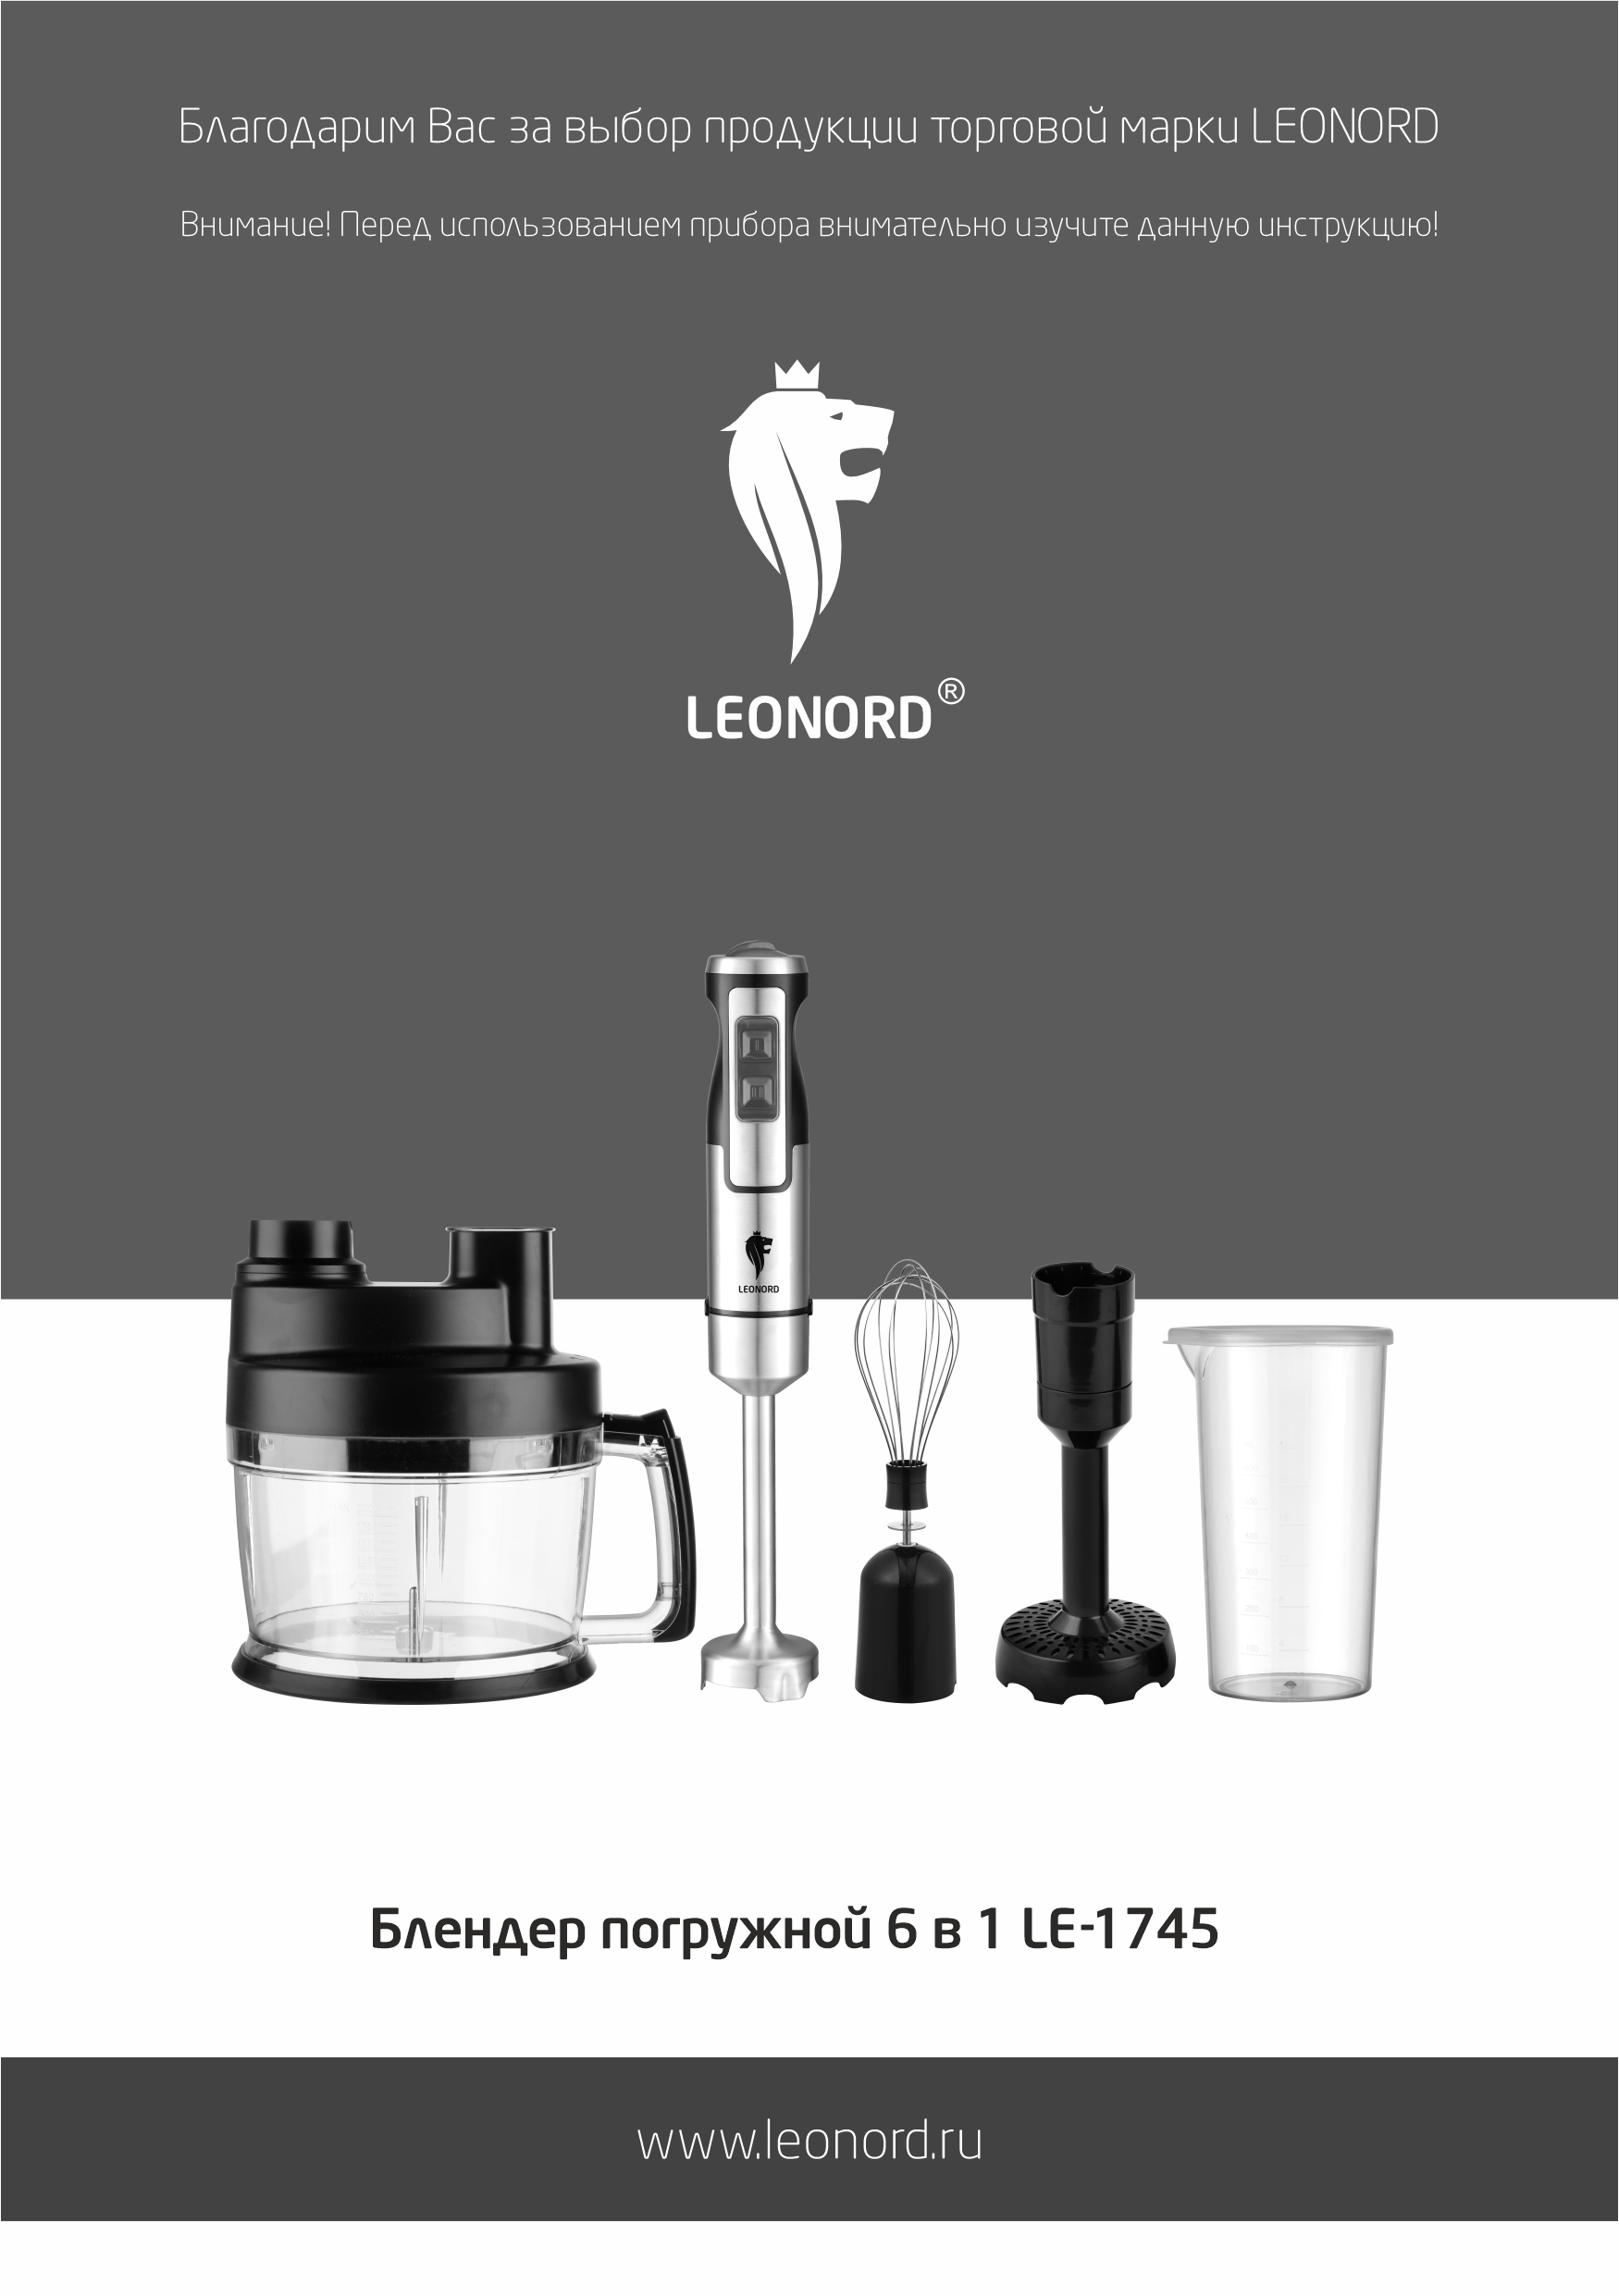 Благодарим Вас за выбор продукции торговой марки LEONORD
Внимание! Перед использованием прибора внимательно изучите данную инструкцию!
LEONORD®
LEONORD
Блендер погружной 6 в 1 LE-1745
www.leonord.ru